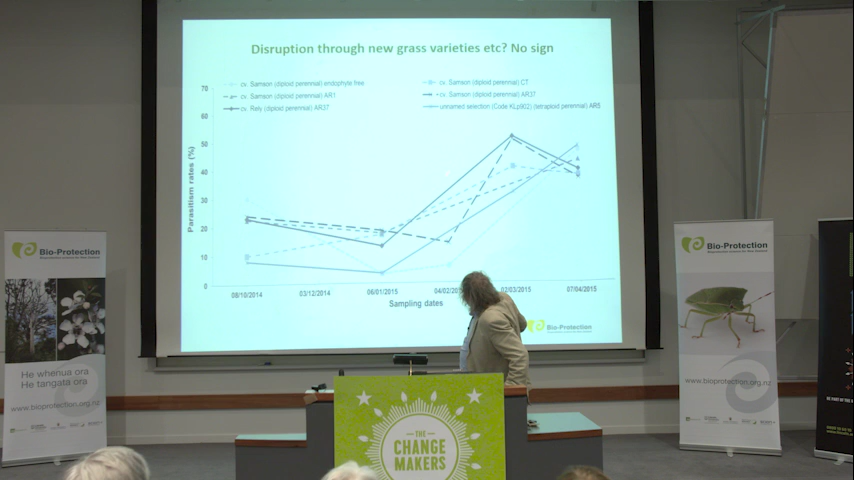 Disruption through new grass varieties etc? No sign
cv. Samson (diploid perennial) endophyte free
cv. Samson (diploid perennial) CT
cv. Samson (diploid perennial) AR1
cv. Samson (diploid perennial) AR37
cv. Rely (diploid perennial) AR37
unnamed selection (Code KLp902) (tetraploid perennial) AR5
Parasitism rates (%)
70
60
50
40
30
20
10
0
08/10/2014
03/12/2014
06/01/2015
04/02/20
02/03/2015
07/04/2015
Sampling dates
Bio-Protection
Bio-Protection
He whenua ora
He tangata ora
www.bioprotection.org.nz
Bio-Protection
www.bioprotection.org.nz
THE
CHANGE
MAKERS